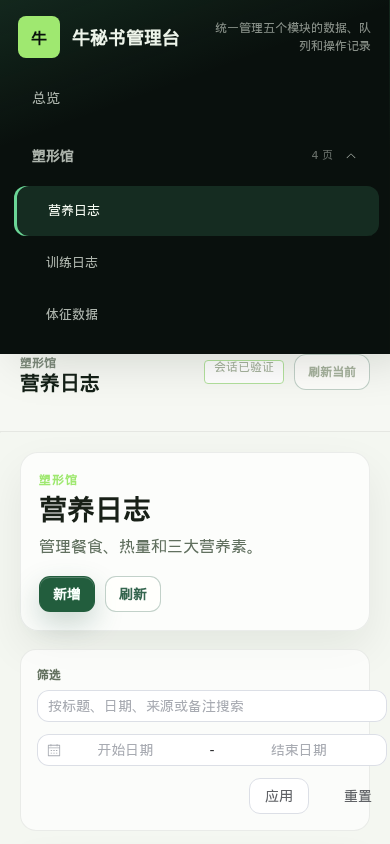 牛
牛秘书管理台
统一管理五个模块的数据、队
列和操作记录
总览
塑形馆
4 页
营养日志
训练日志
体征数据
塑形馆
营养日志
会话已验证
刷新当前
塑形馆
营养日志
管理餐食、热量和三大营养素。
新增
刷新
筛选
按标题、日期、来源或备注搜索
开始日期
-
结束日期
应用
重置